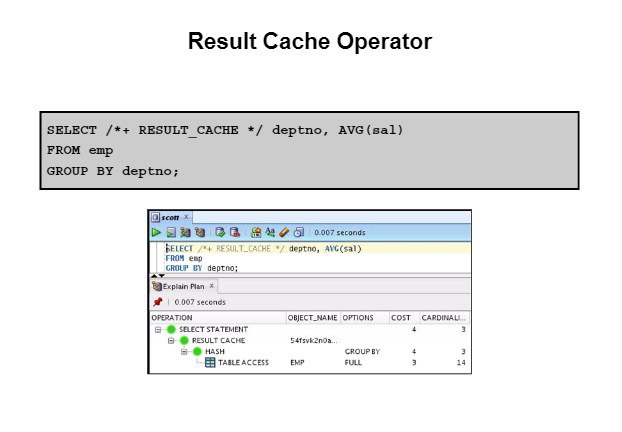 Result Cache Operator
SELECT /*+ RESULT_CACHE */ deptno, AVG(sal)
FROM emp
GROUP BY deptno;
scott
0.007 seconds
SELECT /*+ RESULT_CACHE */ deptno, AVG(sal)
FROM emp
GROUP BY deptno;
Explain Plan
0.007 seconds
OPERATION OBJECT_NAME OPTIONS COST CARDINALI...
SELECT STATEMENT 4 3
RESULT CACHE 54fsvk2n0a...
HASH GROUP BY 4 3
TABLE ACCESS EMP FULL 3 14